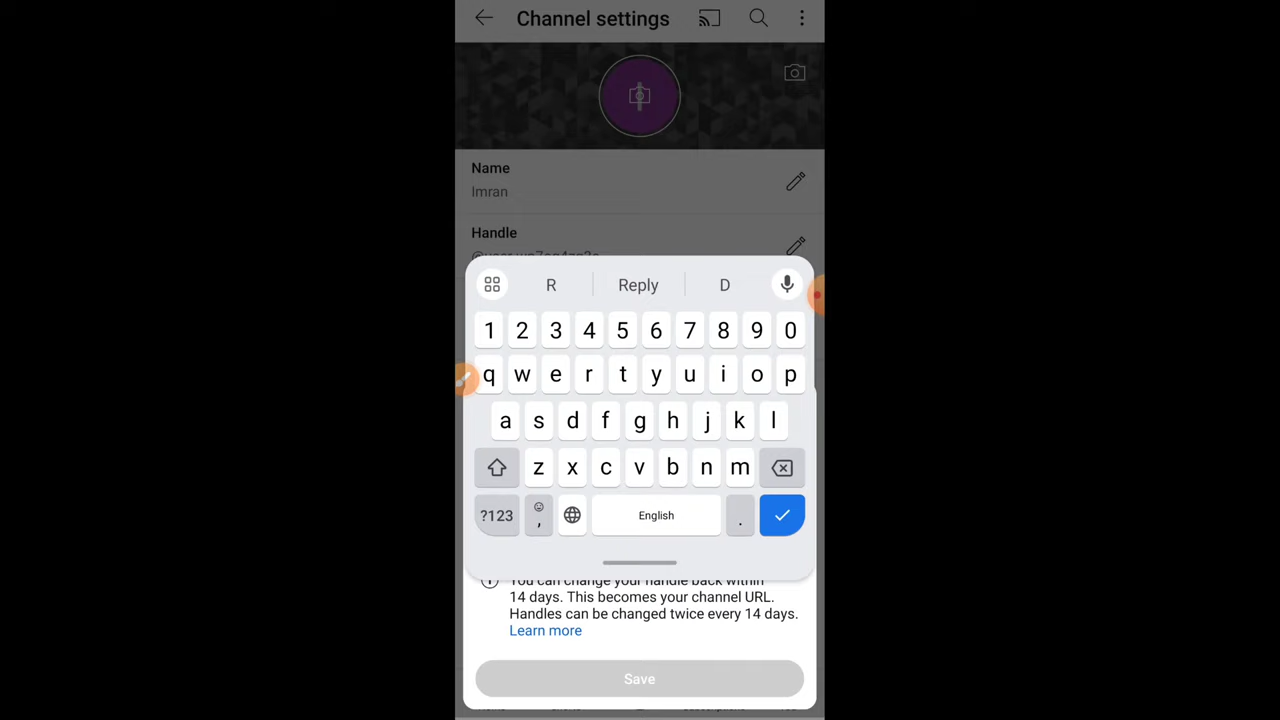 Channel settings
Name
Imran
Handle
R Reply D
1 2 3 4 5 6 7 8 9 0
q w e r t y u i o p
a s d f g h j k l
z x c v b n m
?123 , English .
You can change your handle back within
14 days. This becomes your channel URL.
Handles can be changed twice every 14 days.
Learn more
Save